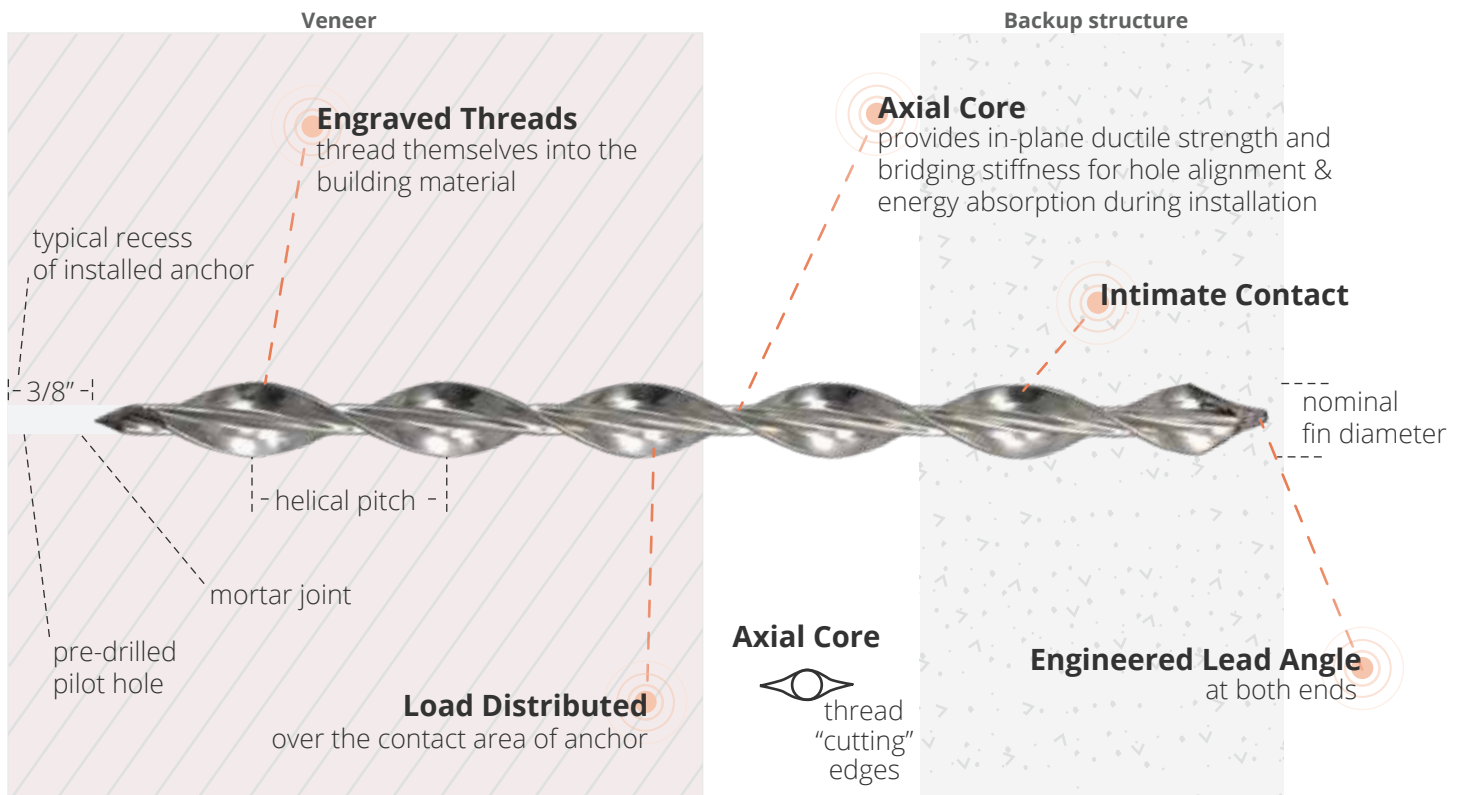 Veneer
Backup structure
Engraved Threads
thread themselves into the
building material
Axial Core
provides in-plane ductile strength and
bridging stiffness for hole alignment &
energy absorption during installation
typical recess
of installed anchor
Intimate Contact
3/8”
nominal
fin diameter
helical pitch
mortar joint
pre-drilled
pilot hole
Load Distributed
over the contact area of anchor
Axial Core
thread
“cutting”
edges
Engineered Lead Angle
at both ends